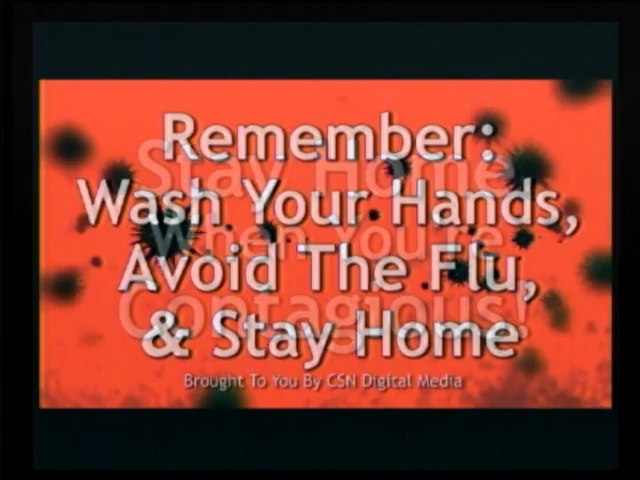 Remember:
Wash Your Hands,
Avoid The Flu,
& Stay Home
Brought To You By CSN Digital Media
Stay Home
When You're
Contagious!